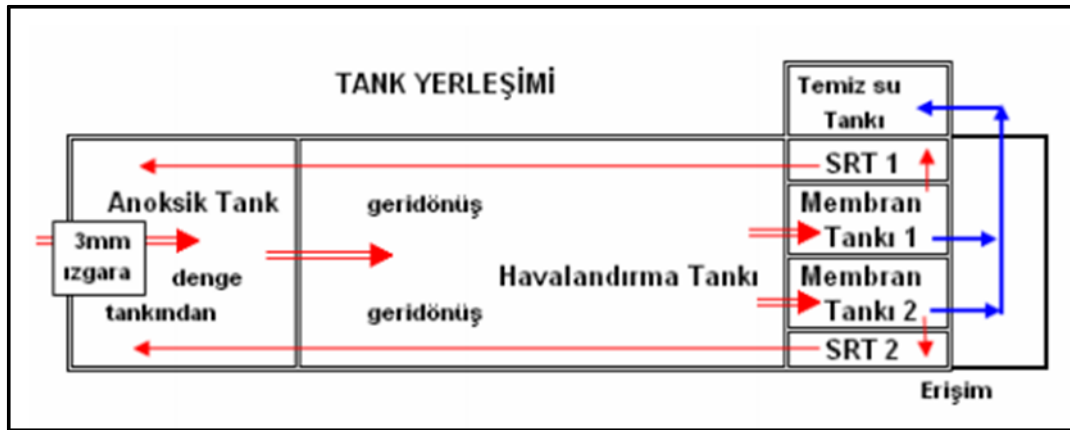 TANK YERLEŞİMİ
Temiz su
Tankı
SRT 1
Anoksik Tank
geridönüş
Membran
Tankı 1
3mm
ızgara
denge
tankından
Havalandırma Tankı
Membran
Tankı 2
geridönüş
SRT 2
Erişim